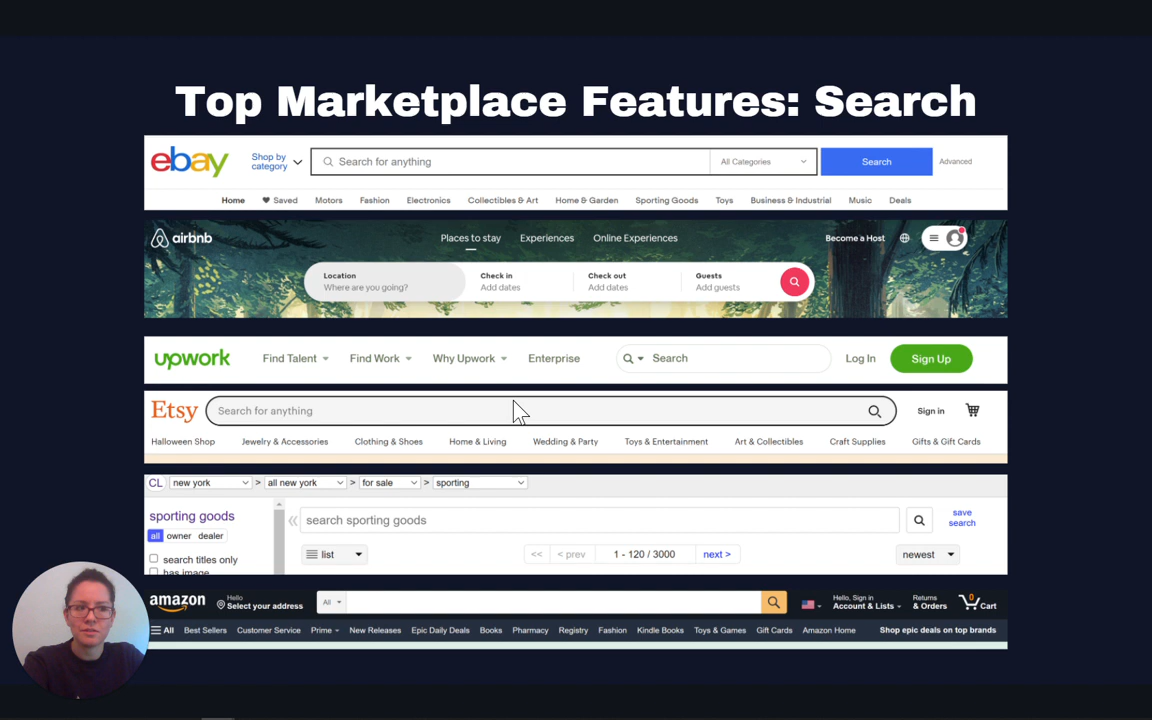 Top Marketplace Features: Search
ebay Shop by category Search for anything All Categories Search Advanced
Home Saved Motors Fashion Electronics Collectibles & Art Home & Garden Sporting Goods Toys Business & Industrial Music Deals
airbnb Places to stay Experiences Online Experiences Become a Host
Location Check in Check out Guests
Where are you going? Add dates Add dates Add guests
upwork Find Talent Find Work Why Upwork Enterprise Search Log In Sign Up
Etsy Search for anything Sign in
Halloween Shop Jewelry & Accessories Clothing & Shoes Home & Living Wedding & Party Toys & Entertainment Art & Collectibles Craft Supplies Gifts & Gift Cards
CL new york > all new york > for sale > sporting
sporting goods search sporting goods save search
all owner dealer
search titles only list << < prev 1 - 120 / 3000 next > newest
has image
amazon Hello Select your address All Hello, Sign in Account & Lists Returns & Orders 0 Cart
All Best Sellers Customer Service Prime New Releases Epic Daily Deals Books Pharmacy Registry Fashion Kindle Books Toys & Games Gift Cards Amazon Home Shop epic deals on top brands